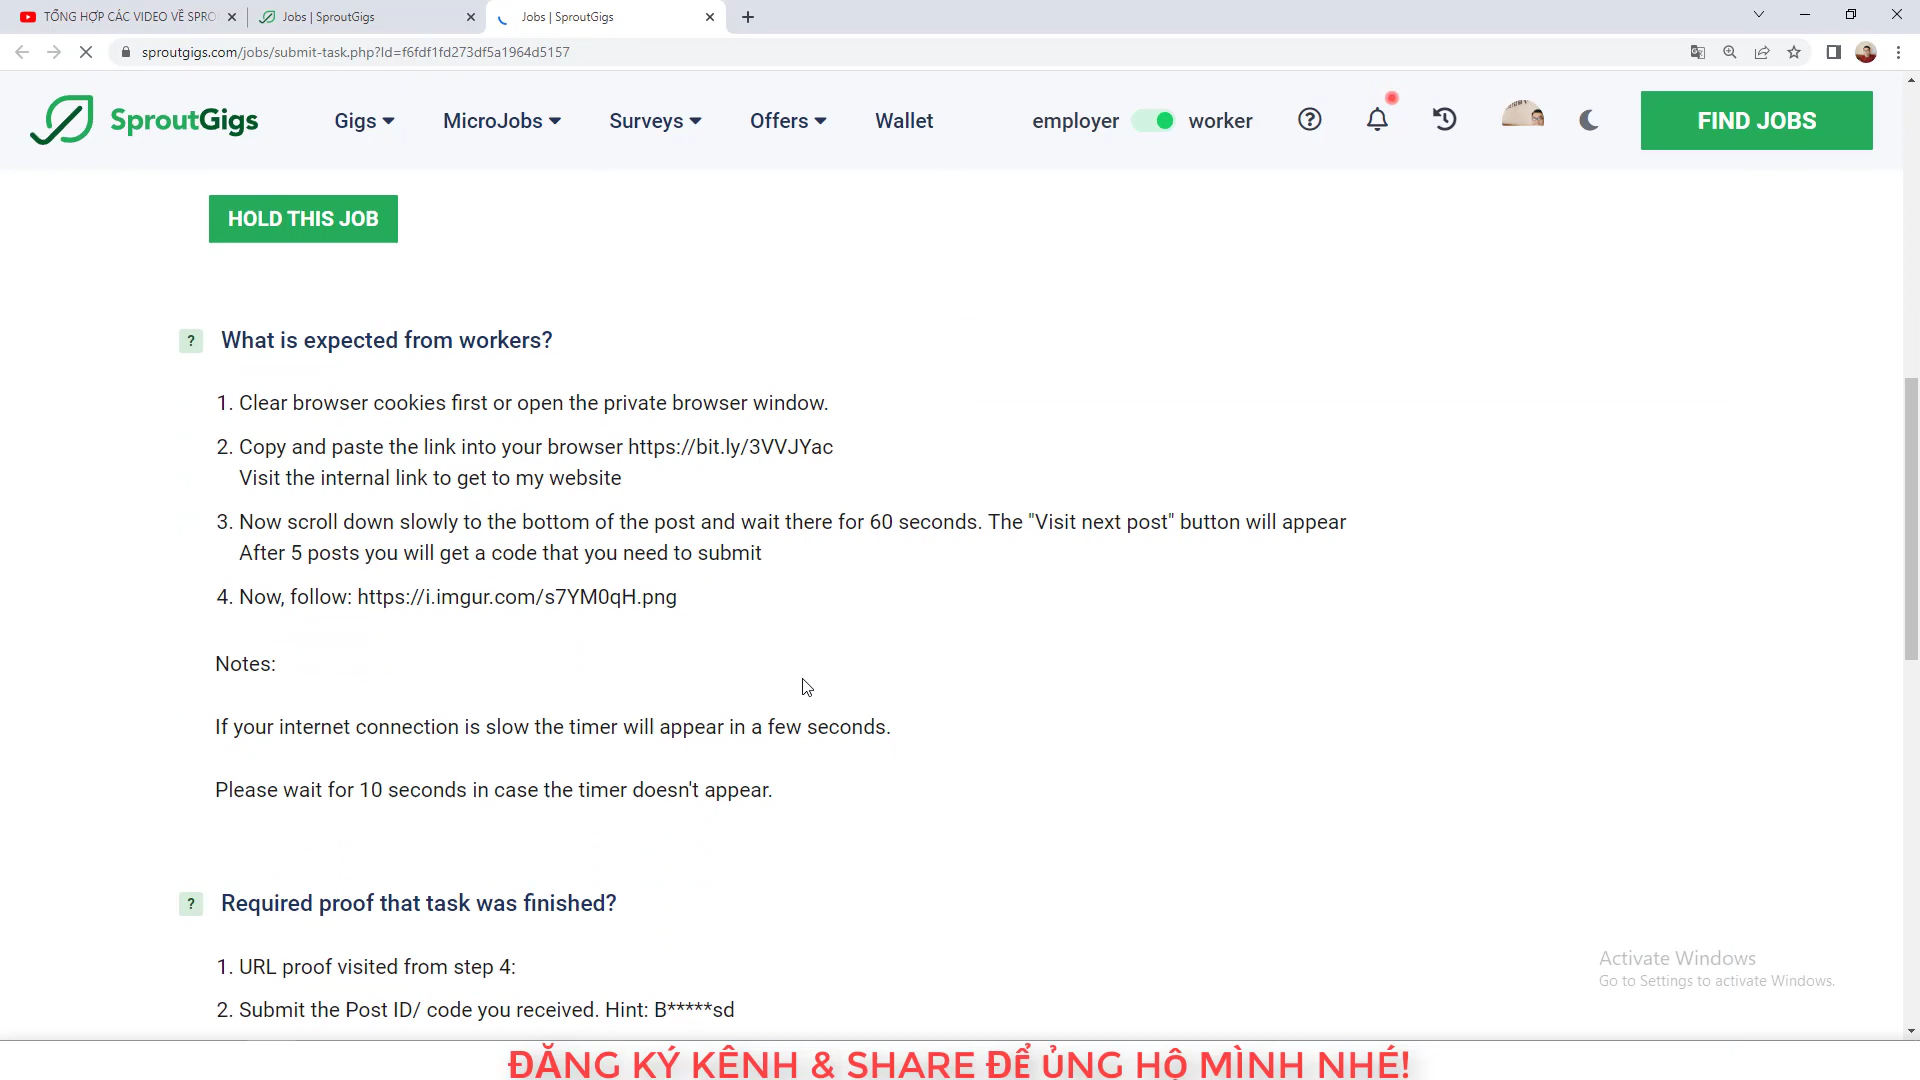 TỔNG HỢP CÁC VIDEO VỀ SPRO
Jobs | SproutGigs
Jobs | SproutGigs
sproutgigs.com/jobs/submit-task.php?Id=f6fdf1fd273df5a1964d5157
SproutGigs
Gigs
MicroJobs
Surveys
Offers
Wallet
employer
worker
FIND JOBS
HOLD THIS JOB
? What is expected from workers?
1. Clear browser cookies first or open the private browser window.
2. Copy and paste the link into your browser https://bit.ly/3VVJYac
Visit the internal link to get to my website
3. Now scroll down slowly to the bottom of the post and wait there for 60 seconds. The "Visit next post" button will appear
After 5 posts you will get a code that you need to submit
4. Now, follow: https://i.imgur.com/s7YM0qH.png
Notes:
If your internet connection is slow the timer will appear in a few seconds.
Please wait for 10 seconds in case the timer doesn't appear.
? Required proof that task was finished?
1. URL proof visited from step 4:
2. Submit the Post ID/ code you received. Hint: B*****sd
Activate Windows
Go to Settings to activate Windows.
ĐĂNG KÝ KÊNH & SHARE ĐỂ ỦNG HỘ MÌNH NHÉ!